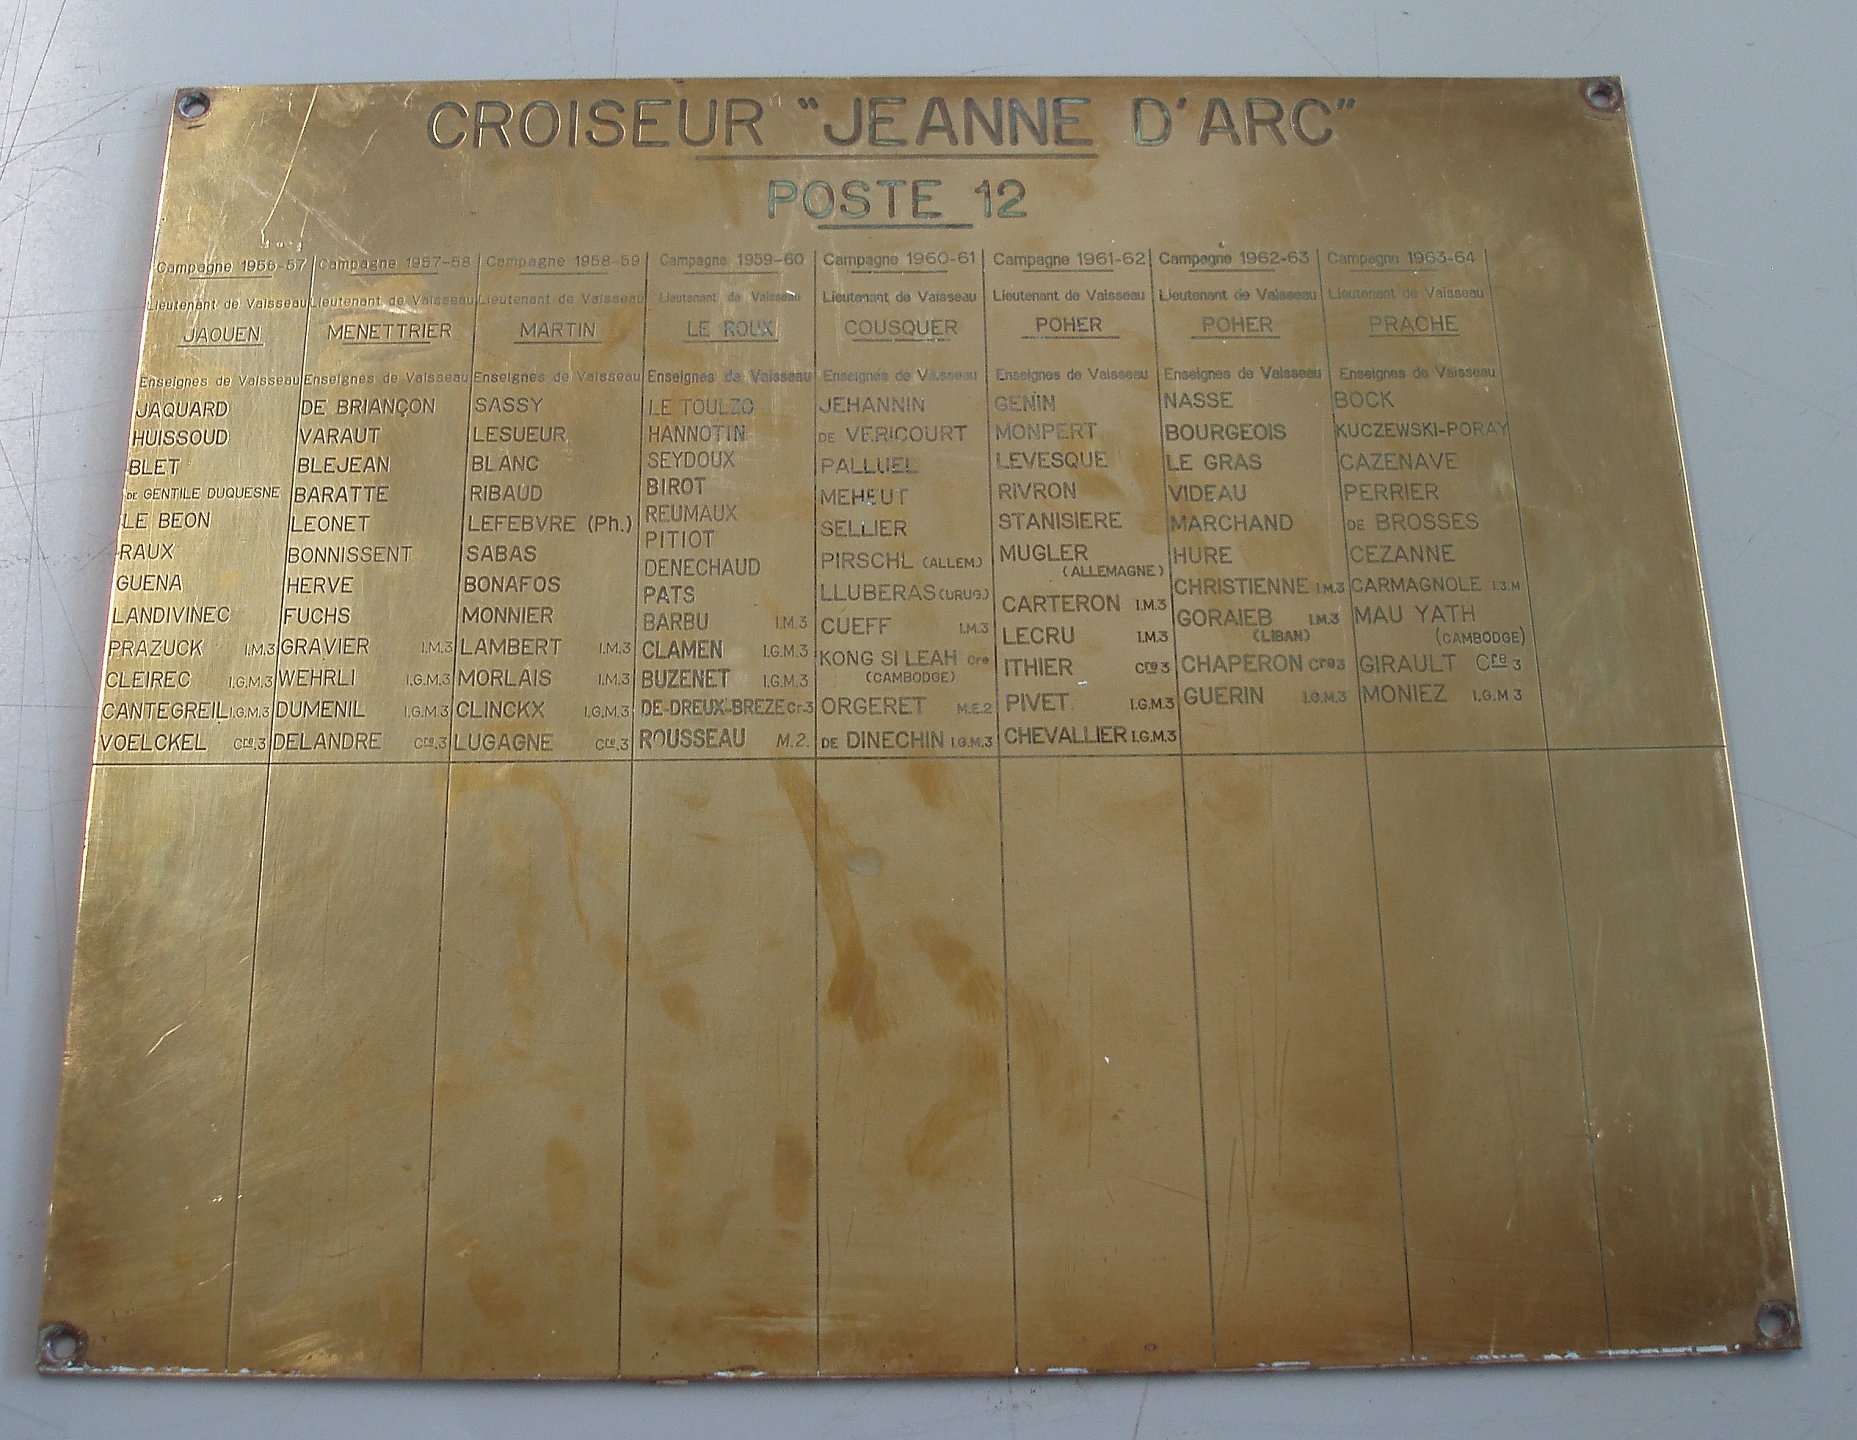 CROISEUR "JEANNE D'ARC"
POSTE 12
Campagne 1956-57
Lieutenant de Vaisseau
JAOUEN
Enseignes de Vaisseau
JAQUARD
HUISSOUD
BLET
DE GENTILE DUQUESNE
LE BEON
RAUX
GUENA
LANDIVINEC
PRAZUCK I.M.3
CLEIREC I.G.M.3
CANTEGREIL I.G.M.3
VOELCKEL Cre.3
Campagne 1957-58
Lieutenant de Vaisseau
MENETTRIER
Enseignes de Vaisseau
DE BRIANÇON
VARAUT
BLEJEAN
BARATTE
LEONET
BONNISSENT
HERVE
FUCHS
GRAVIER I.M.3
WEHRLI I.G.M.3
DUMENIL I.G.M.3
DELANDRE Cre.3
Campagne 1958-59
Lieutenant de Vaisseau
MARTIN
Enseignes de Vaisseau
SASSY
LESUEUR
BLANC
RIBAUD
LEFEBVRE (Ph.)
SABAS
BONAFOS
MONNIER
LAMBERT I.M.3
MORLAIS I.M.3
CLINCKX I.G.M.3
LUGAGNE Cre.3
Campagne 1959-60
Lieutenant de Vaisseau
LE ROUX
Enseignes de Vaisseau
LE TOULZO
HANNOTIN
SEYDOUX
BIROT
REUMAUX
PITIOT
DENECHAUD
PATS
BARBU I.M.3
CLAMEN I.G.M.3
BUZENET I.G.M.3
DE-DREUX-BREZE Cr.3
ROUSSEAU M.2.
Campagne 1960-61
Lieutenant de Vaisseau
COUSQUER
Enseignes de Vaisseau
JEHANNIN
DE VERICOURT
PALLUEL
MEHEUT
SELLIER
PIRSCHL (ALLEM.)
LLUBERAS (URUG.)
CUEFF I.M.3
KONG SI LEAH Cre
(CAMBODGE)
ORGERET M.E.2
DE DINECHIN I.G.M.3
Campagne 1961-62
Lieutenant de Vaisseau
POHER
Enseignes de Vaisseau
GENIN
MONPERT
LEVESQUE
RIVRON
STANISIERE
MUGLER
(ALLEMAGNE)
CARTERON I.M.3
LECRU I.M.3
ITHIER Cre3
PIVET I.G.M.3
CHEVALLIER I.G.M.3
Campagne 1962-63
Lieutenant de Vaisseau
POHER
Enseignes de Vaisseau
NASSE
BOURGEOIS
LE GRAS
VIDEAU
MARCHAND
HURE
CHRISTIENNE I.M.3
GORAIEB I.M.3
(LIBAN)
CHAPERON Cre3
GUERIN I.G.M.3
Campagne 1963-64
Lieutenant de Vaisseau
PRACHE
Enseignes de Vaisseau
BOCK
KUCZEWSKI-PORAY
CAZENAVE
PERRIER
DE BROSSES
CEZANNE
CARMAGNOLE I.3.M
MAU YATH
(CAMBODGE)
GIRAULT Cre 3
MONIEZ I.G.M 3